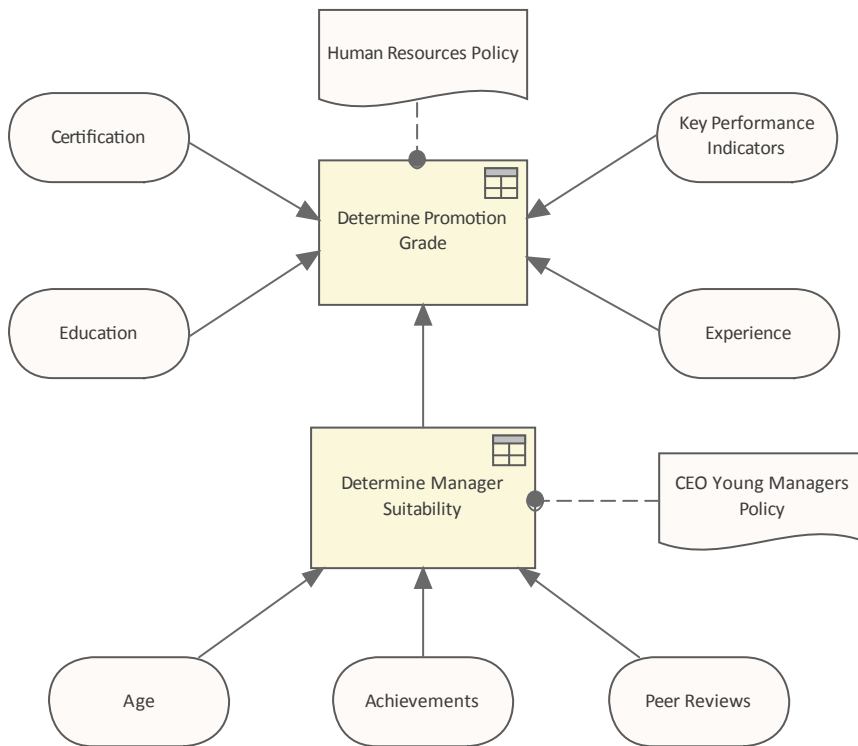 Human Resources Policy
Certification
Key Performance
Indicators
Determine Promotion
Grade
Education
Experience
Determine Manager
Suitability
CEO Young Managers
Policy
Age
Achievements
Peer Reviews